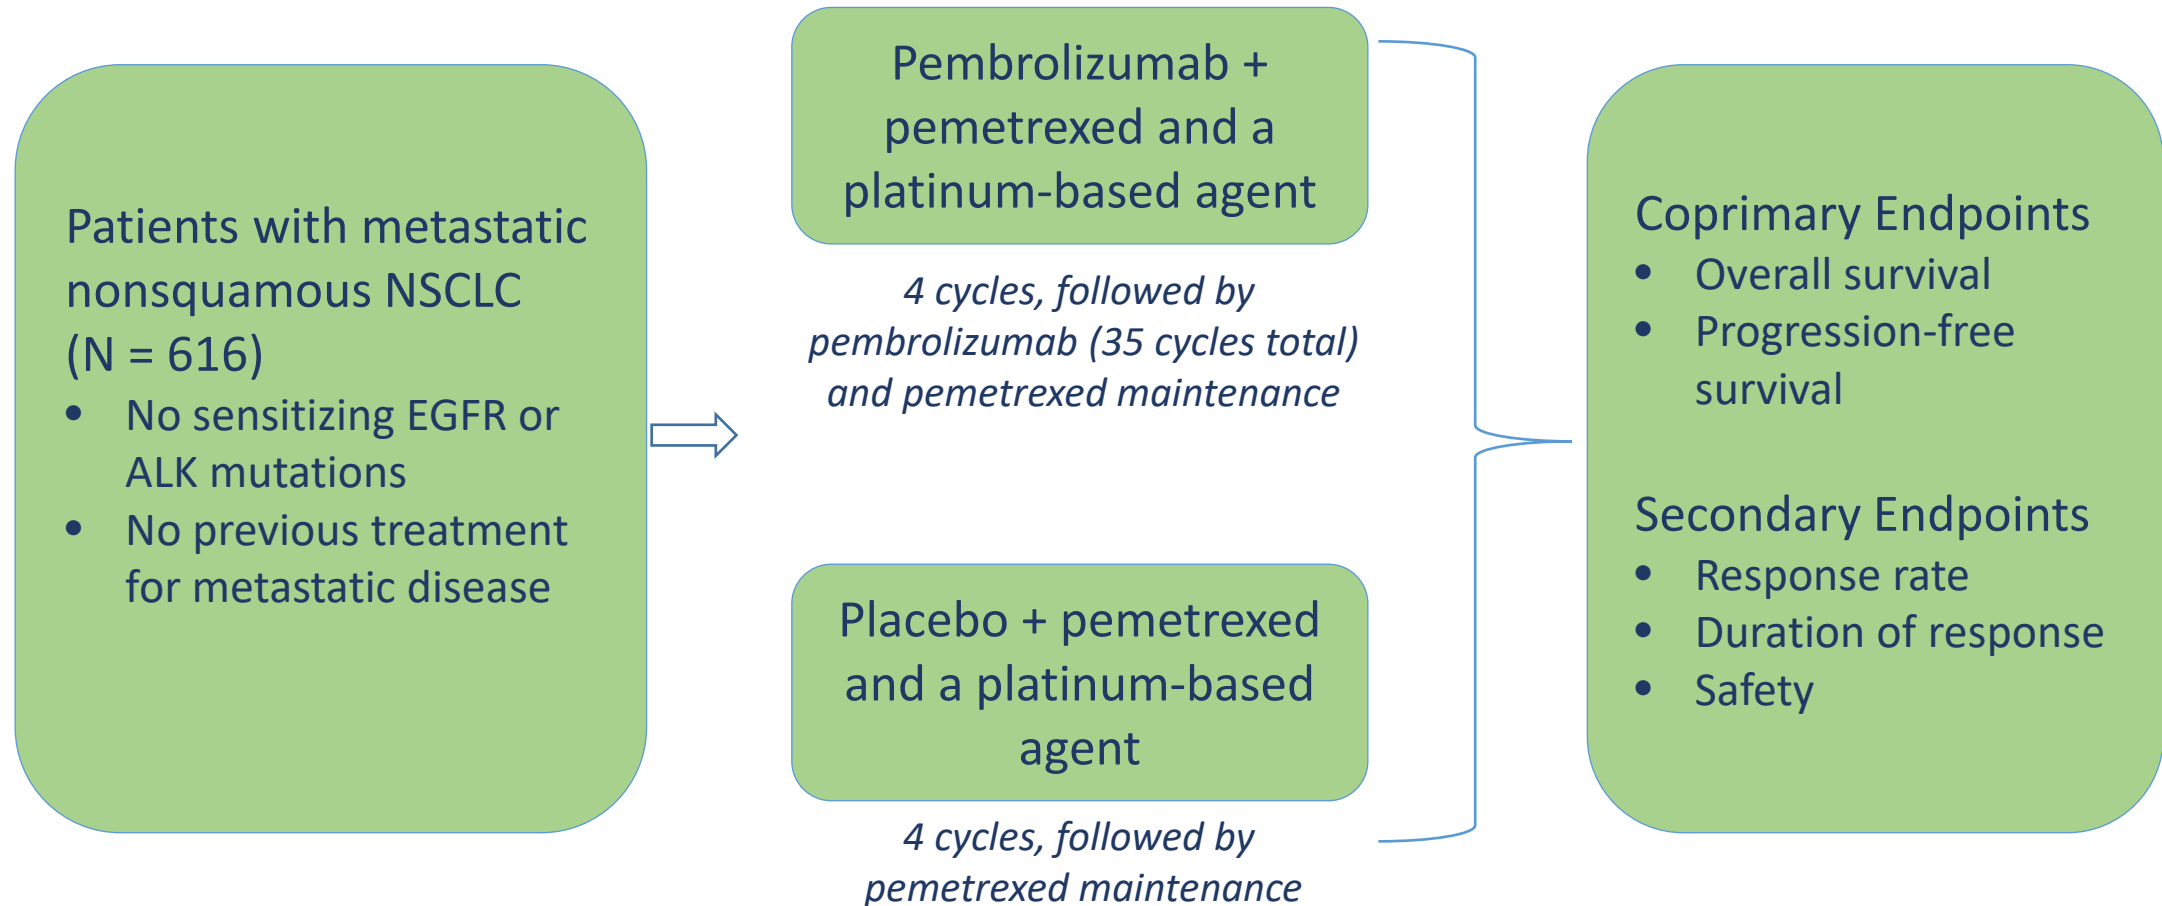 Patients with metastatic
nonsquamous NSCLC
(N = 616)
• No sensitizing EGFR or
ALK mutations
• No previous treatment
for metastatic disease
Pembrolizumab +
pemetrexed and a
platinum-based agent
4 cycles, followed by
pembrolizumab (35 cycles total)
and pemetrexed maintenance
Placebo + pemetrexed
and a platinum-based
agent
4 cycles, followed by
pemetrexed maintenance
Coprimary Endpoints
• Overall survival
• Progression-free
survival
Secondary Endpoints
• Response rate
• Duration of response
• Safety